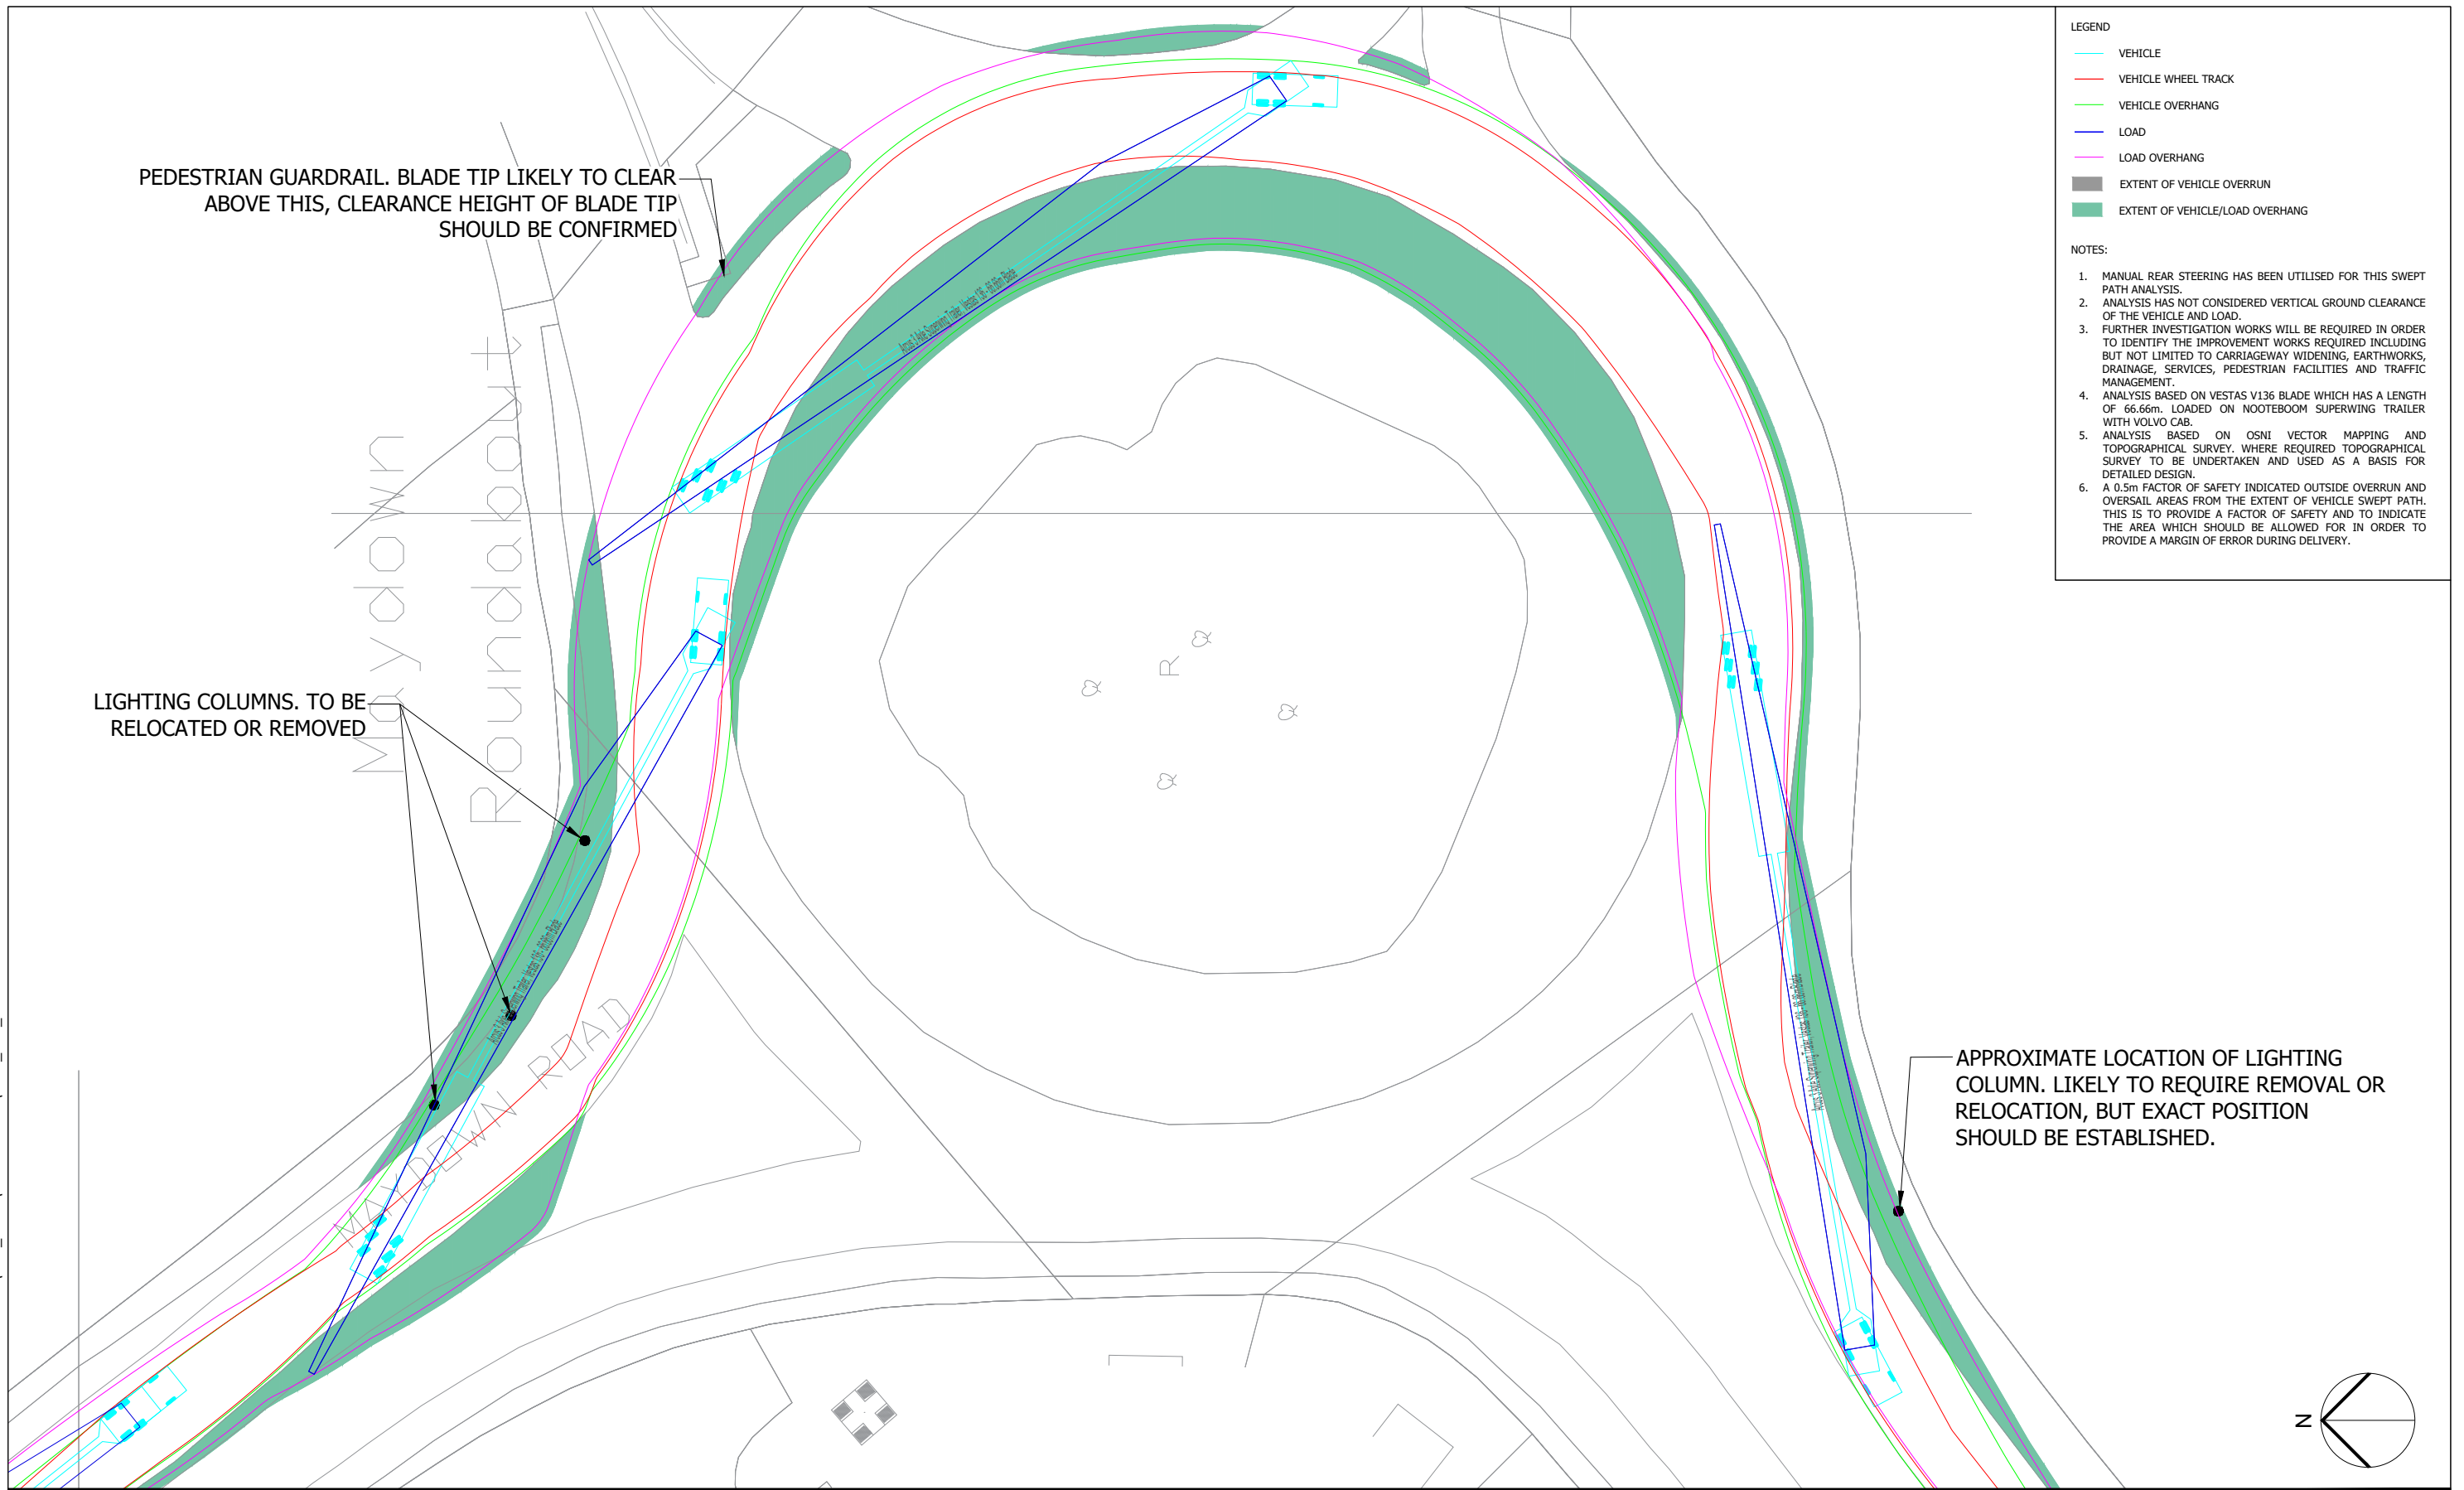 PEDESTRIAN GUARDRAIL. BLADE TIP LIKELY TO CLEAR
ABOVE THIS, CLEARANCE HEIGHT OF BLADE TIP
SHOULD BE CONFIRMED
Maydown
Roundabout
LIGHTING COLUMNS. TO BE
RELOCATED OR REMOVED
MAYDOWN ROAD
R
APPROXIMATE LOCATION OF LIGHTING
COLUMN. LIKELY TO REQUIRE REMOVAL OR
RELOCATION, BUT EXACT POSITION
SHOULD BE ESTABLISHED.
LEGEND
VEHICLE
VEHICLE WHEEL TRACK
VEHICLE OVERHANG
LOAD
LOAD OVERHANG
EXTENT OF VEHICLE OVERRUN
EXTENT OF VEHICLE/LOAD OVERHANG
NOTES:
1. MANUAL REAR STEERING HAS BEEN UTILISED FOR THIS SWEPT
PATH ANALYSIS.
2. ANALYSIS HAS NOT CONSIDERED VERTICAL GROUND CLEARANCE
OF THE VEHICLE AND LOAD.
3. FURTHER INVESTIGATION WORKS WILL BE REQUIRED IN ORDER
TO IDENTIFY THE IMPROVEMENT WORKS REQUIRED INCLUDING
BUT NOT LIMITED TO CARRIAGEWAY WIDENING, EARTHWORKS,
DRAINAGE, SERVICES, PEDESTRIAN FACILITIES AND TRAFFIC
MANAGEMENT.
4. ANALYSIS BASED ON VESTAS V136 BLADE WHICH HAS A LENGTH
OF 66.66m. LOADED ON NOOTEBOOM SUPERWING TRAILER
WITH VOLVO CAB.
5. ANALYSIS BASED ON OSNI VECTOR MAPPING AND
TOPOGRAPHICAL SURVEY. WHERE REQUIRED TOPOGRAPHICAL
SURVEY TO BE UNDERTAKEN AND USED AS A BASIS FOR
DETAILED DESIGN.
6. A 0.5m FACTOR OF SAFETY INDICATED OUTSIDE OVERRUN AND
OVERSAIL AREAS FROM THE EXTENT OF VEHICLE SWEPT PATH.
THIS IS TO PROVIDE A FACTOR OF SAFETY AND TO INDICATE
THE AREA WHICH SHOULD BE ALLOWED FOR IN ORDER TO
PROVIDE A MARGIN OF ERROR DURING DELIVERY.
N